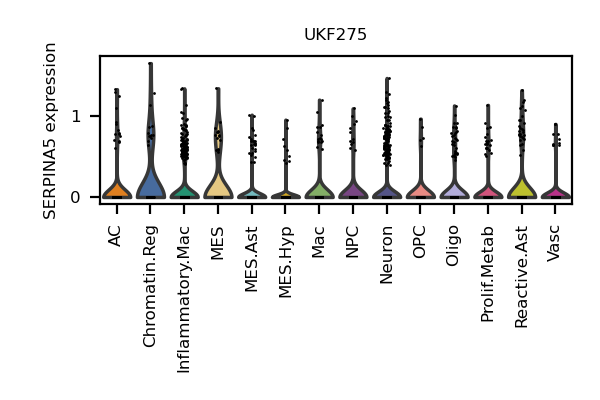 UKF275
SERPINA5 expression
1
0
AC
Chromatin.Reg
Inflammatory.Mac
MES
MES.Ast
MES.Hyp
Mac
NPC
Neuron
OPC
Oligo
Prolif.Metab
Reactive.Ast
Vasc